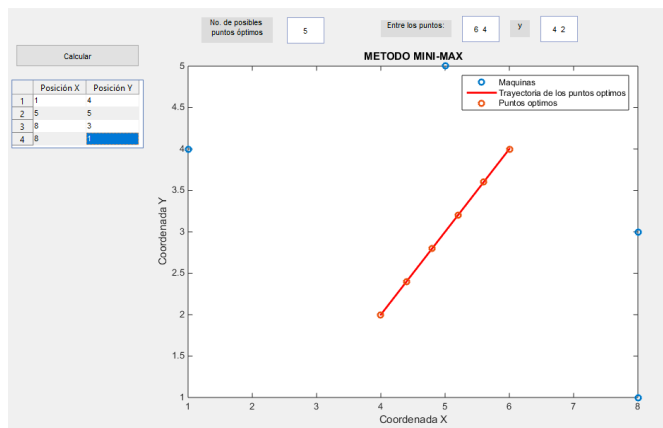 No. de posibles
puntos óptimos
5
Entre los puntos:
6 4
y
4 2
Calcular
Posición X Posición Y
1 1 4
2 5 5
3 8 3
4 8 1
METODO MINI-MAX
Maquinas
Trayectoria de los puntos optimos
Puntos optimos
Coordenada Y
5
4.5
4
3.5
3
2.5
2
1.5
1
1 2 3 4 5 6 7 8
Coordenada X